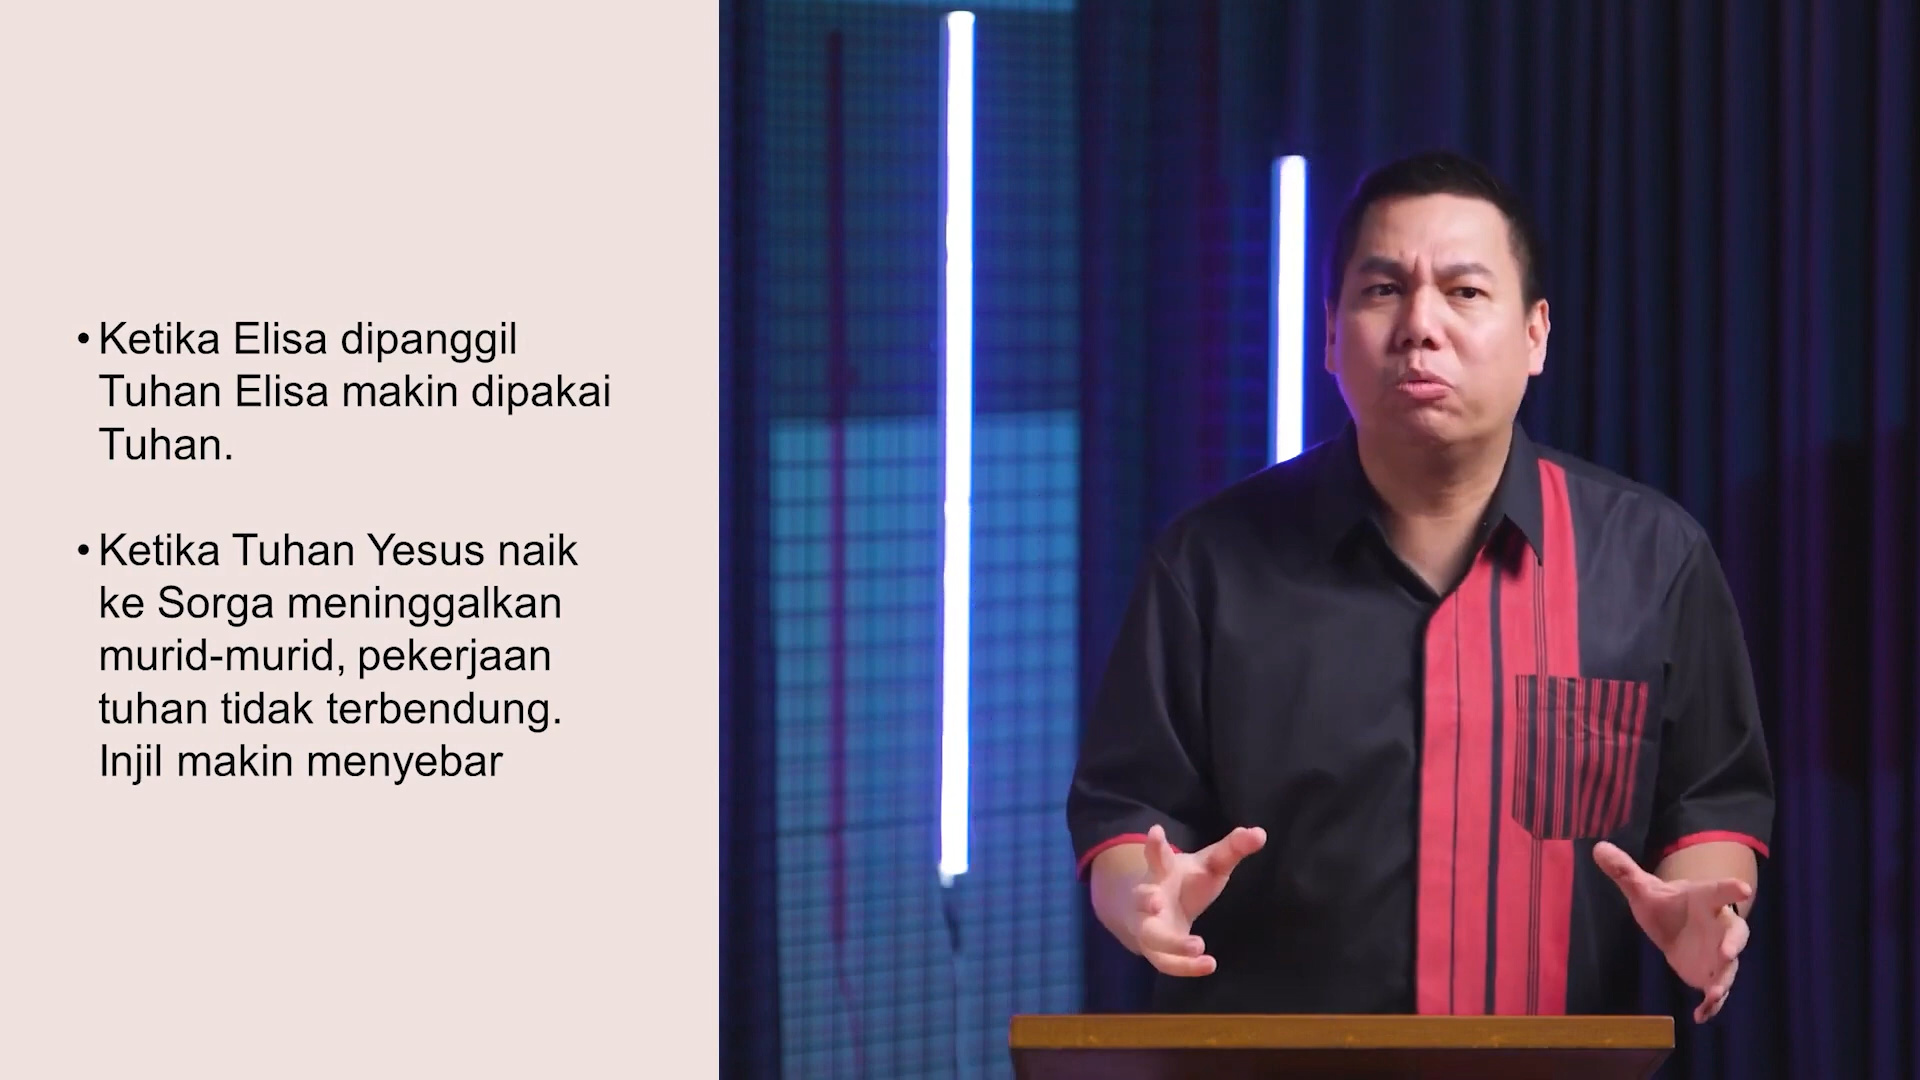 • Ketika Elisa dipanggil
Tuhan Elisa makin dipakai
Tuhan.
• Ketika Tuhan Yesus naik
ke Sorga meninggalkan
murid-murid, pekerjaan
tuhan tidak terbendung.
Injil makin menyebar